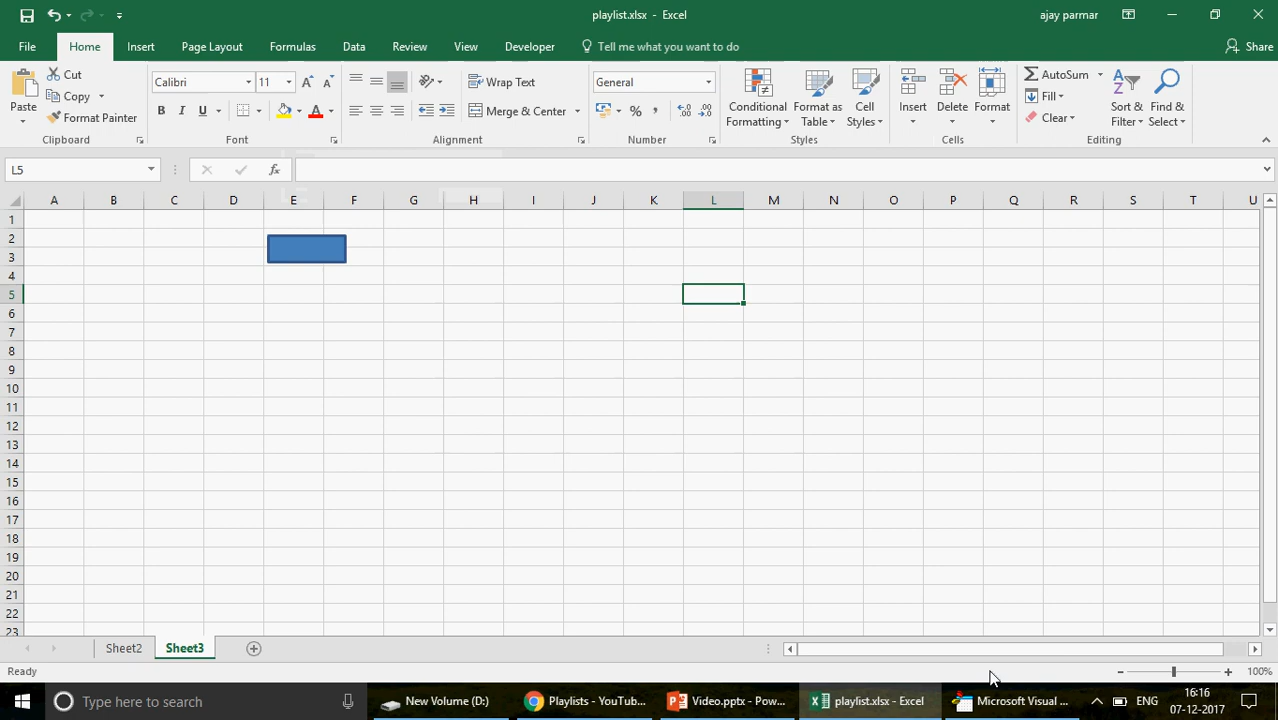 playlist.xlsx - Excel
ajay parmar
File Home Insert Page Layout Formulas Data Review View Developer Tell me what you want to do Share
Paste
Cut
Copy
Format Painter
Clipboard
Calibri 11
B I U A
Font
Wrap Text
Merge & Center
Alignment
General
% ,
Number
Conditional Formatting
Format as Table
Cell Styles
Styles
Insert
Delete
Format
Cells
AutoSum
Fill
Clear
Sort & Filter
Find & Select
Editing
L5
fx
A B C D E F G H I J K L M N O P Q R S T U
1
2
3
4
5
6
7
8
9
10
11
12
13
14
15
16
17
18
19
20
21
22
23
Sheet2 Sheet3
Ready
100%
Type here to search
New Volume (D:)
Playlists - YouTub...
Video.pptx - Pow...
playlist.xlsx - Excel
Microsoft Visual ...
ENG
16:16
07-12-2017